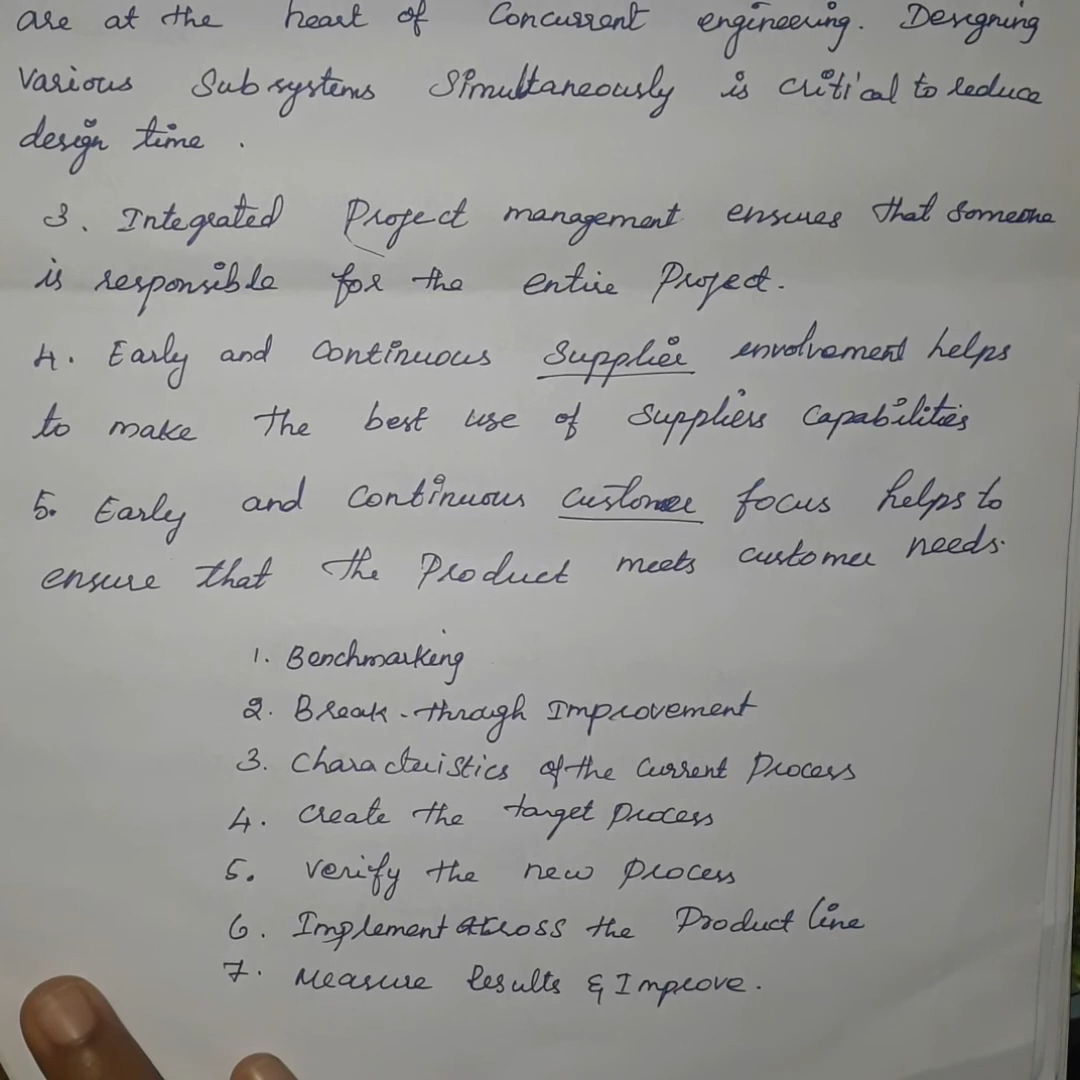 are at the heart of Concurrent engineering. Designing
various Subsystems Simultaneously is critical to reduce
design time .
3. Integrated Project management ensures that someone
is responsible for the entire Project.
4. Early and continuous Supplier involvement helps
to make the best use of Suppliers capabilities
5. Early and continuous customer focus helps to
ensure that the Product meets customer needs.
1. Benchmarking
2. Break-through Improvement
3. characteristics of the current Process
4. create the target process
5. verify the new process
6. Implement across the Product line
7. Measure Results & Improve.